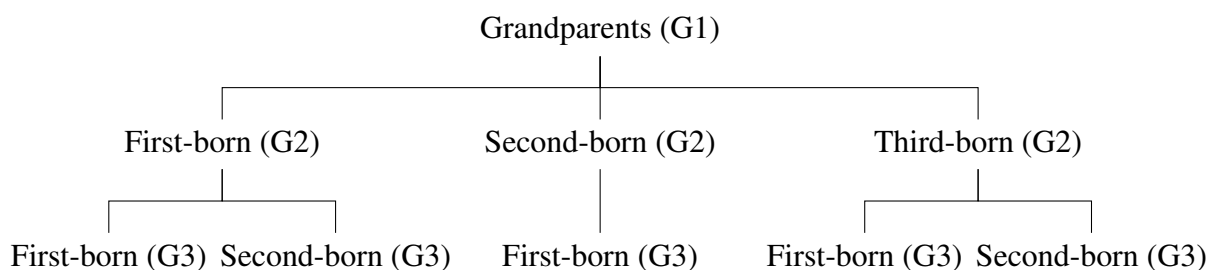 Grandparents (G1)
First-born (G2) Second-born (G2) Third-born (G2)
First-born (G3) Second-born (G3) First-born (G3) First-born (G3) Second-born (G3)